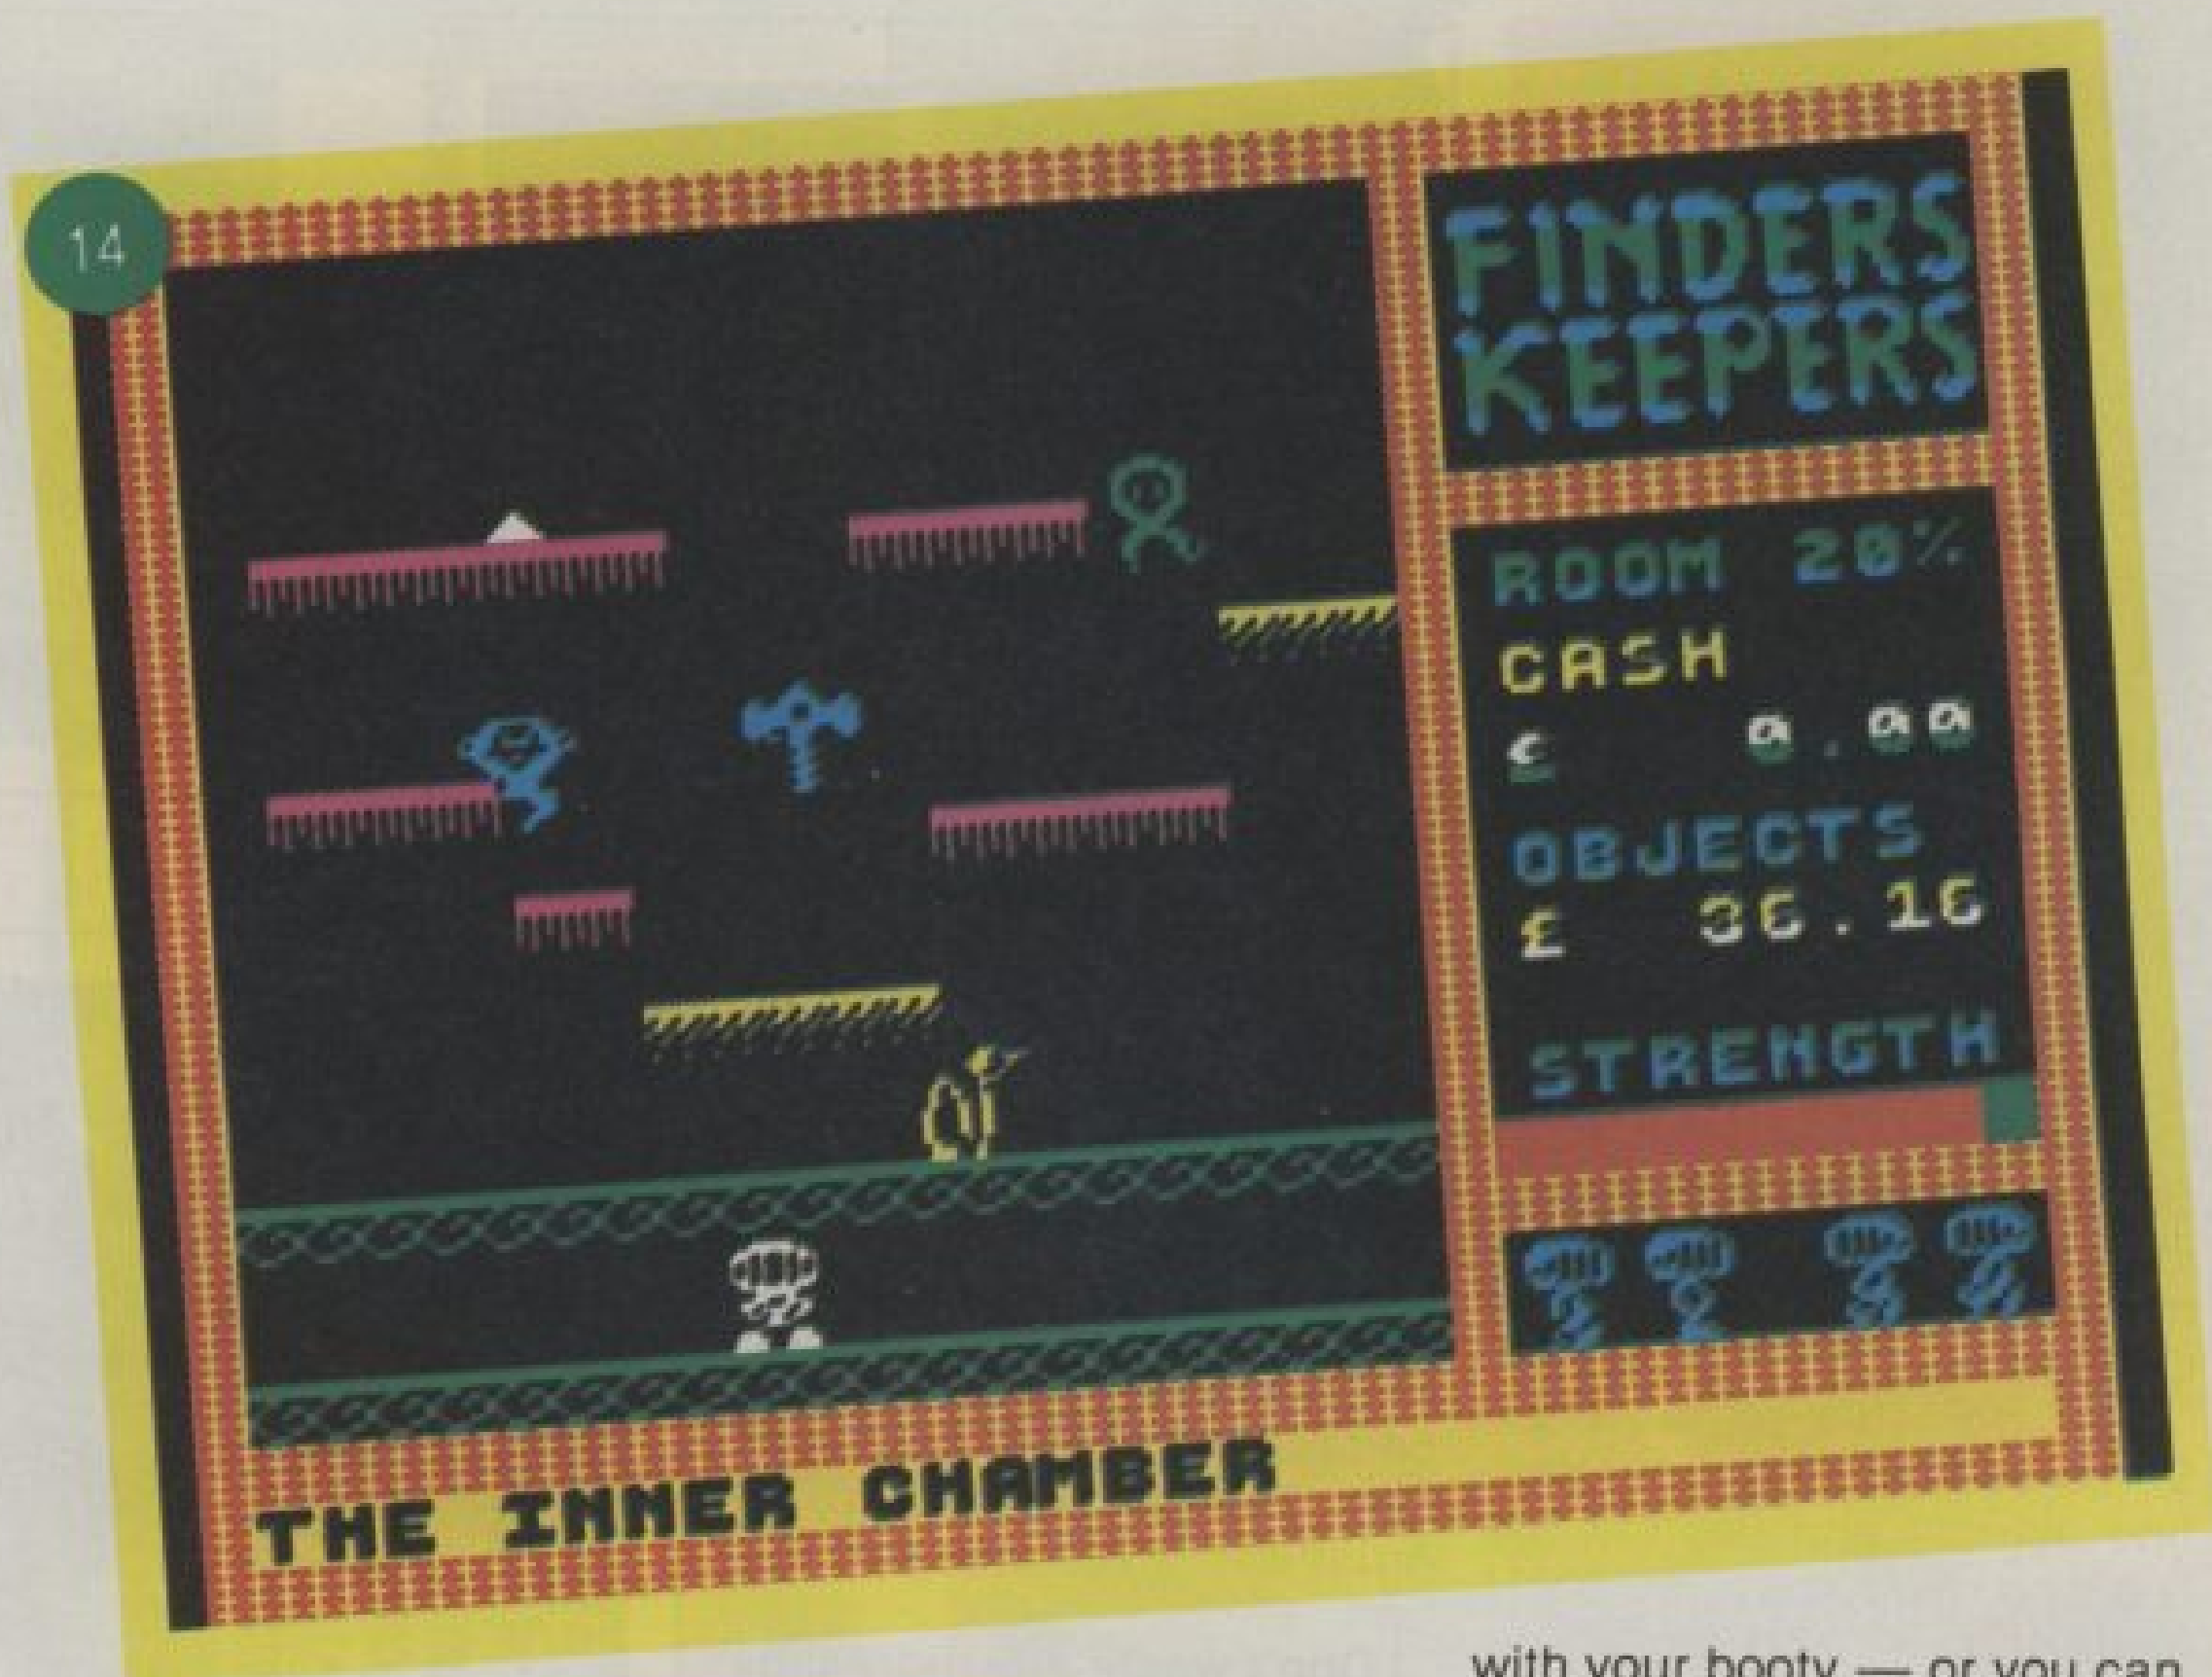 14
FINDERS
KEEPERS
ROOM 20%
CASH
£ 0.00
OBJECTS
£ 36.16
STRENGTH
THE INNER CHAMBER
with your booty — or you can